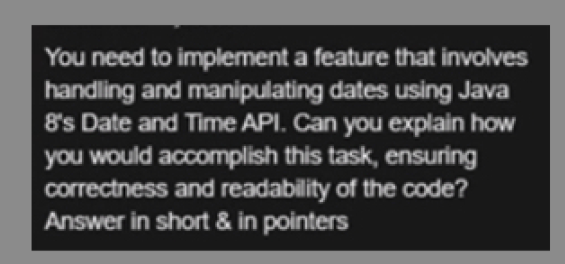 You need to implement a feature that involves
handling and manipulating dates using Java
8's Date and Time API. Can you explain how
you would accomplish this task, ensuring
correctness and readability of the code?
Answer in short & in pointers